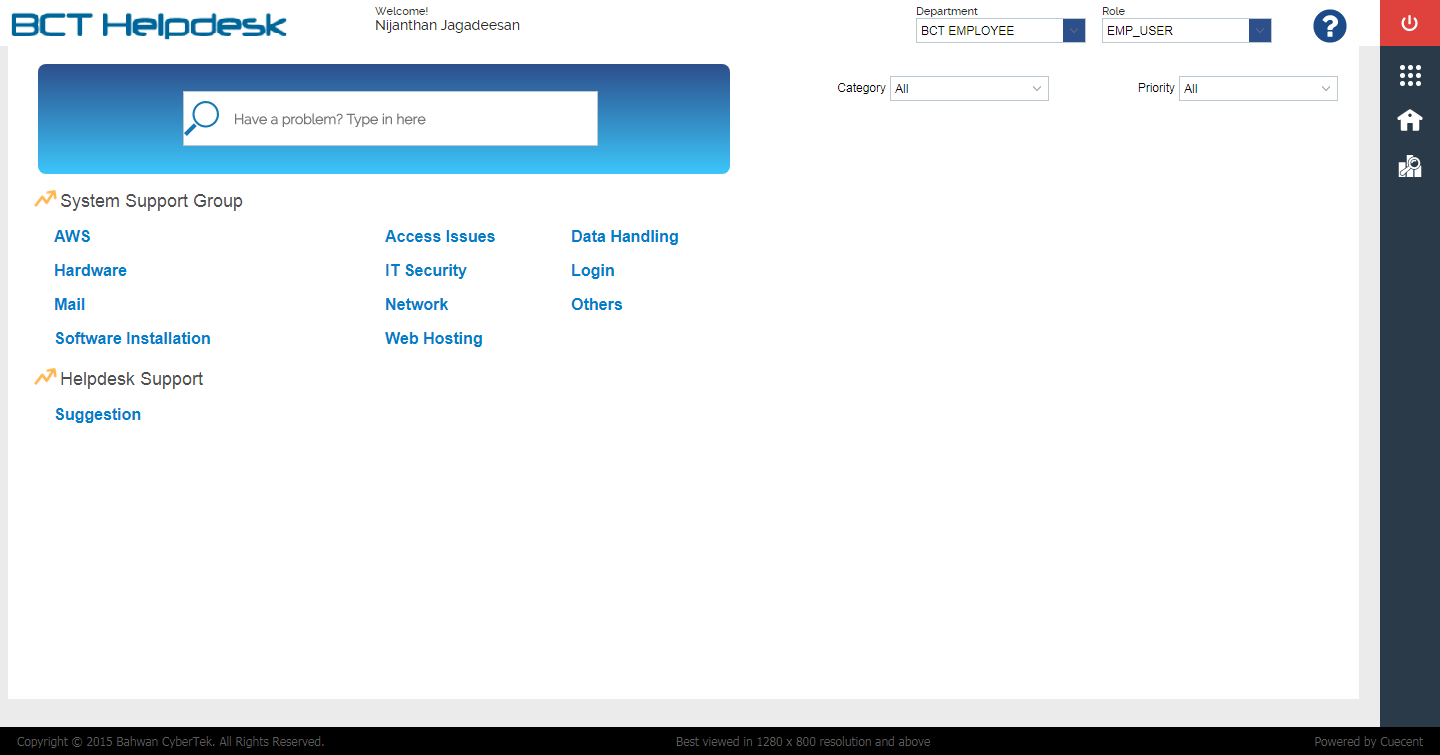 BCT Helpdesk
Welcome!
Nijanthan Jagadeesan
Department
BCT EMPLOYEE
Role
EMP_USER
?
Have a problem? Type in here
Category All
Priority All
System Support Group
AWS Access Issues Data Handling
Hardware IT Security Login
Mail Network Others
Software Installation Web Hosting
Helpdesk Support
Suggestion
Copyright © 2015 Bahwan CyberTek. All Rights Reserved. Best viewed in 1280 x 800 resolution and above Powered by Cuecent